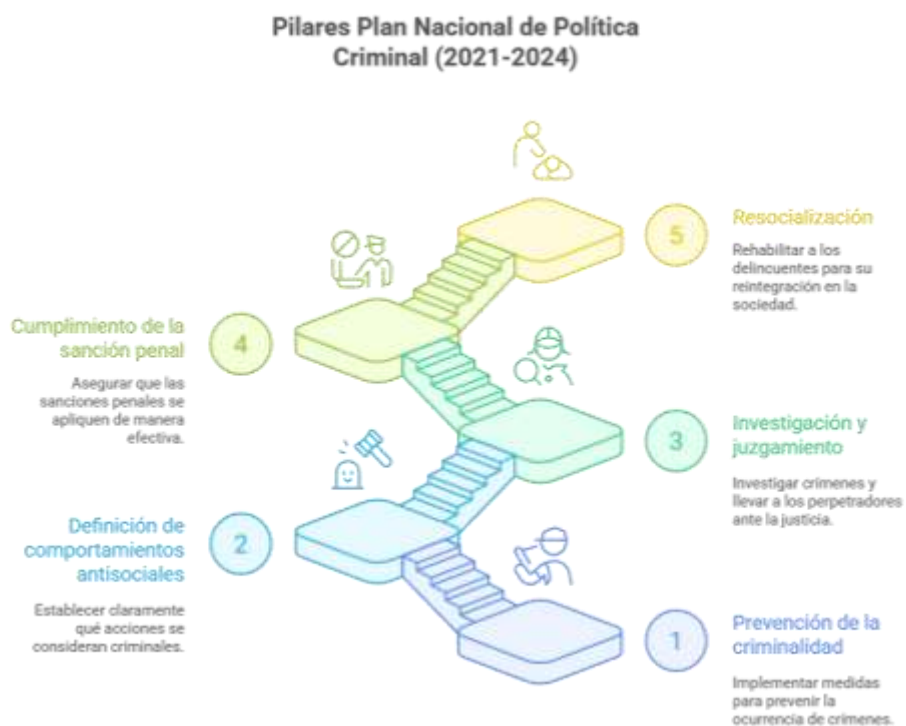 Pilares Plan Nacional de Política
Criminal (2021-2024)
5
Resocialización
Rehabilitar a los
delincuentes para su
reintegración en la
sociedad.
Cumplimiento de la
sanción penal
4
Asegurar que las
sanciones penales se
apliquen de manera
efectiva.
3
Investigación y
juzgamiento
Investigar crímenes y
llevar a los perpetradores
ante la justicia.
Definición de
comportamientos
antisociales
2
Establecer claramente
qué acciones se
consideran criminales.
1
Prevención de la
criminalidad
Implementar medidas
para prevenir la
ocurrencia de crímenes.